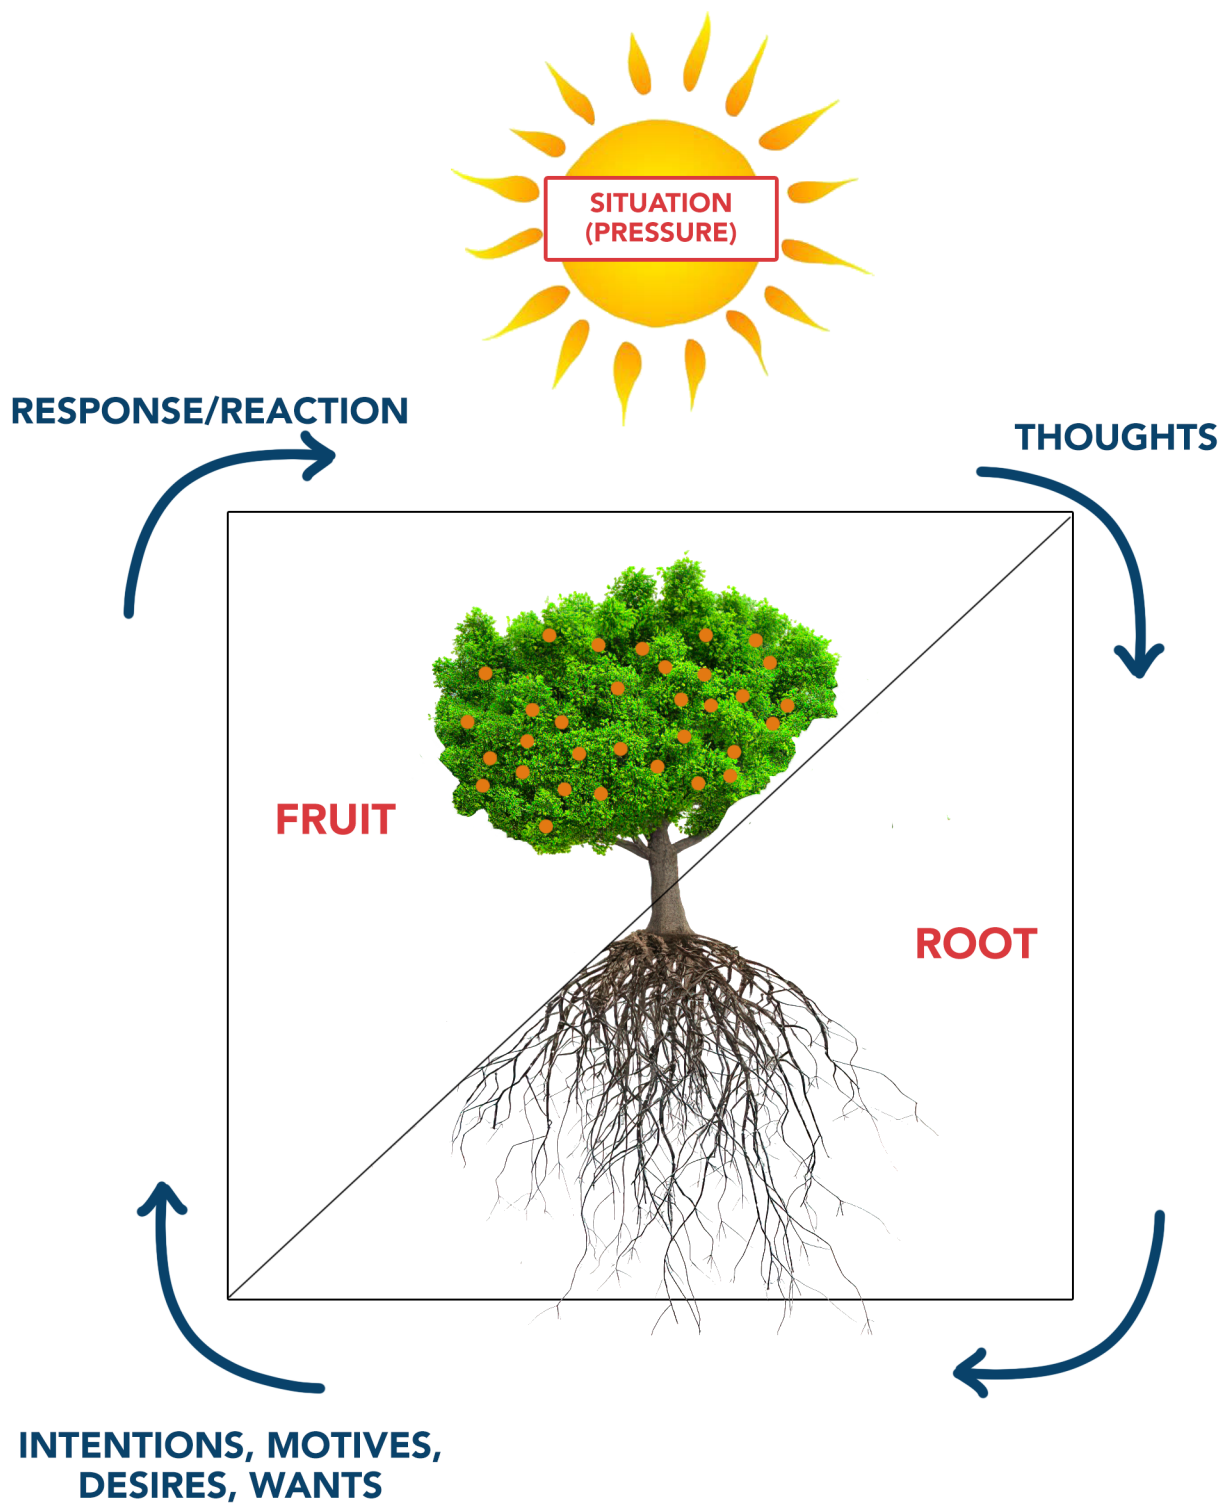 SITUATION
(PRESSURE)
RESPONSE/REACTION
THOUGHTS
FRUIT
ROOT
INTENTIONS, MOTIVES,
DESIRES, WANTS